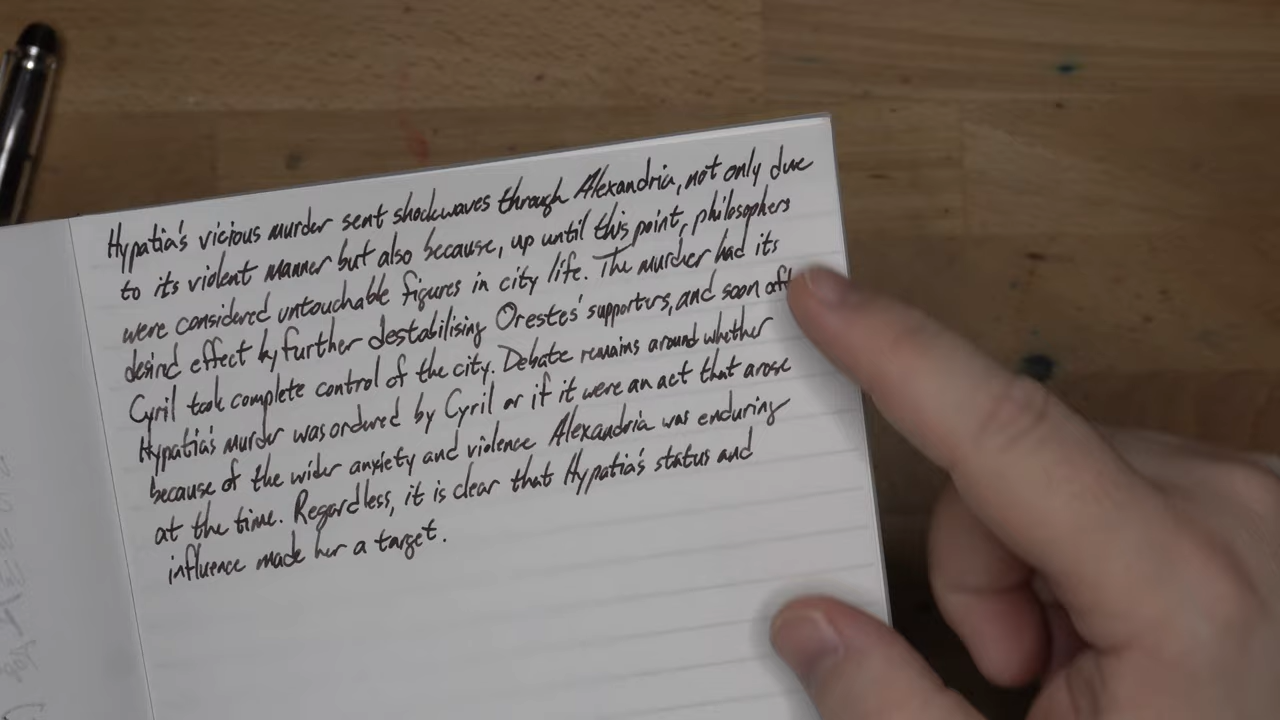 Hypatia's vicious murder sent shockwaves through Alexandria, not only due
to its violent manner but also because, up until this point, philosophers
were considered untouchable figures in city life. The murder had its
desired effect by further destabilising Oreste's supporters, and soon
Cyril took complete control of the city. Debate remains around whether
Hypatia's murder was ordered by Cyril or if it were an act that arose
because of the wider anxiety and violence Alexandria was enduring
at the time. Regardless, it is clear that Hypatia's status and
influence made her a target.